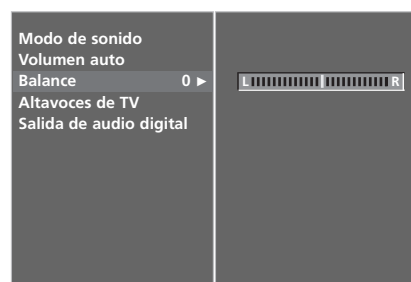 Modo de sonido
Volumen auto
Balance 0 ►
L R
Altavoces de TV
Salida de audio digital